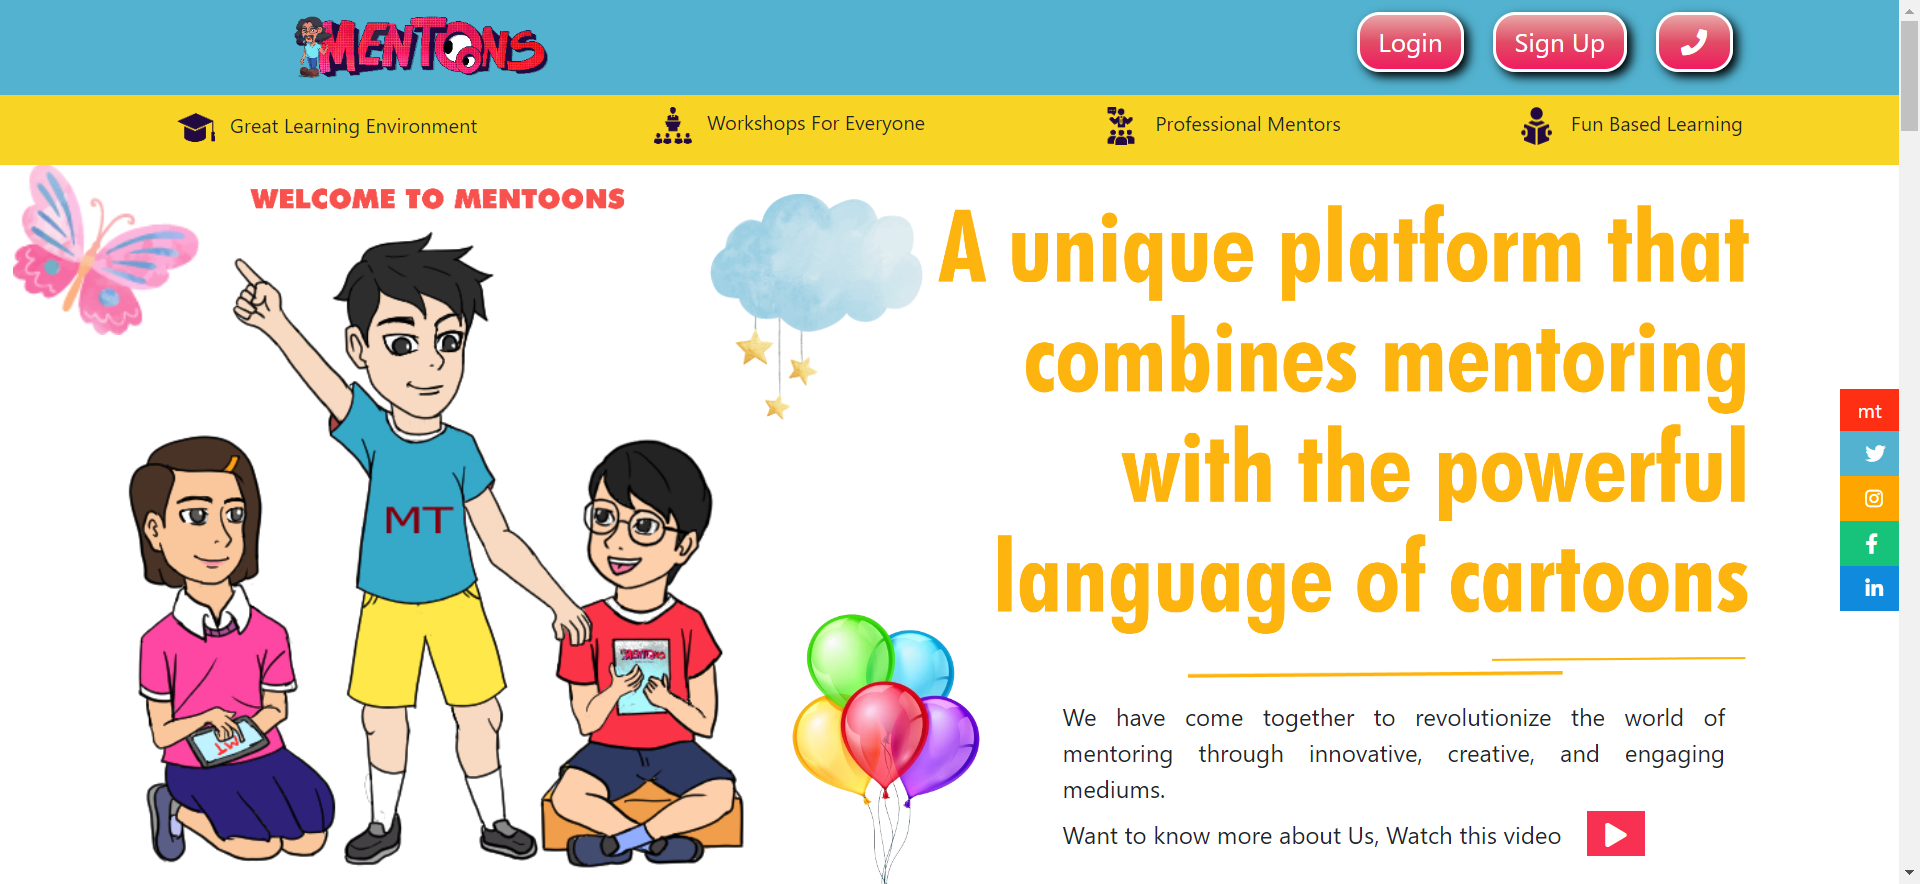 MENTOONS
Login
Sign Up
Great Learning Environment
Workshops For Everyone
Professional Mentors
Fun Based Learning
WELCOME TO MENTOONS
A unique platform that
combines mentoring
with the powerful
language of cartoons
mt
MT
MENTOONS
MT
We have come together to revolutionize the world of
mentoring through innovative, creative, and engaging
mediums.
Want to know more about Us, Watch this video